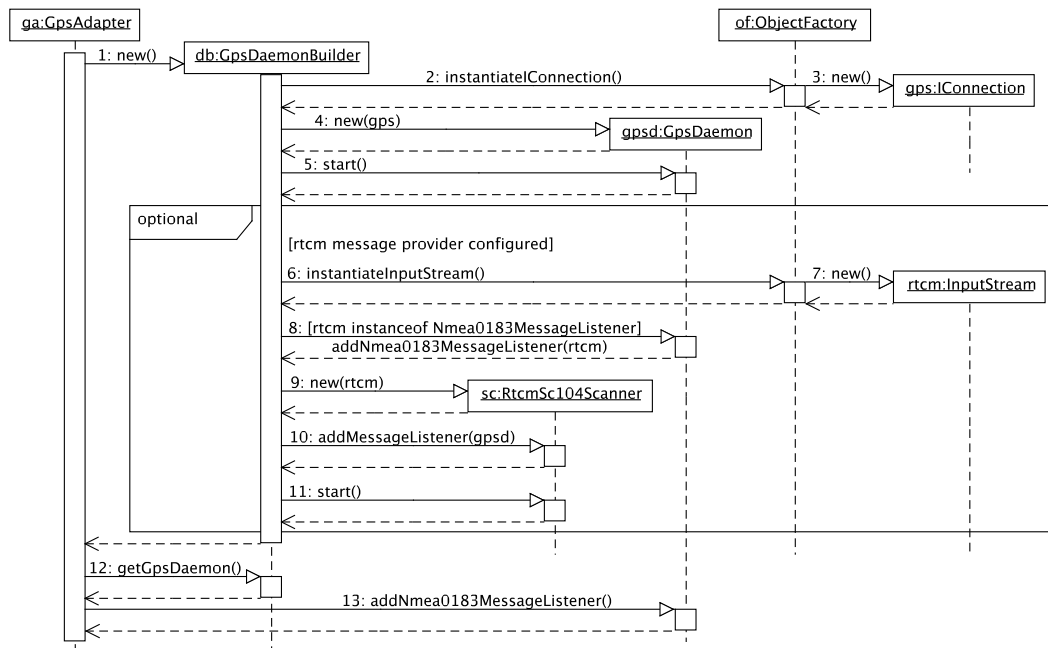 ga:GpsAdapter
of:ObjectFactory
1: new()
db:GpsDaemonBuilder
2: instantiateIConnection()
3: new()
gps:IConnection
4: new(gps)
gpsd:GpsDaemon
5: start()
optional
[rtcm message provider configured]
6: instantiateInputStream()
7: new()
rtcm:InputStream
8: [rtcm instanceof Nmea0183MessageListener]
addNmea0183MessageListener(rtcm)
9: new(rtcm)
sc:RtcmSc104Scanner
10: addMessageListener(gpsd)
11: start()
12: getGpsDaemon()
13: addNmea0183MessageListener()